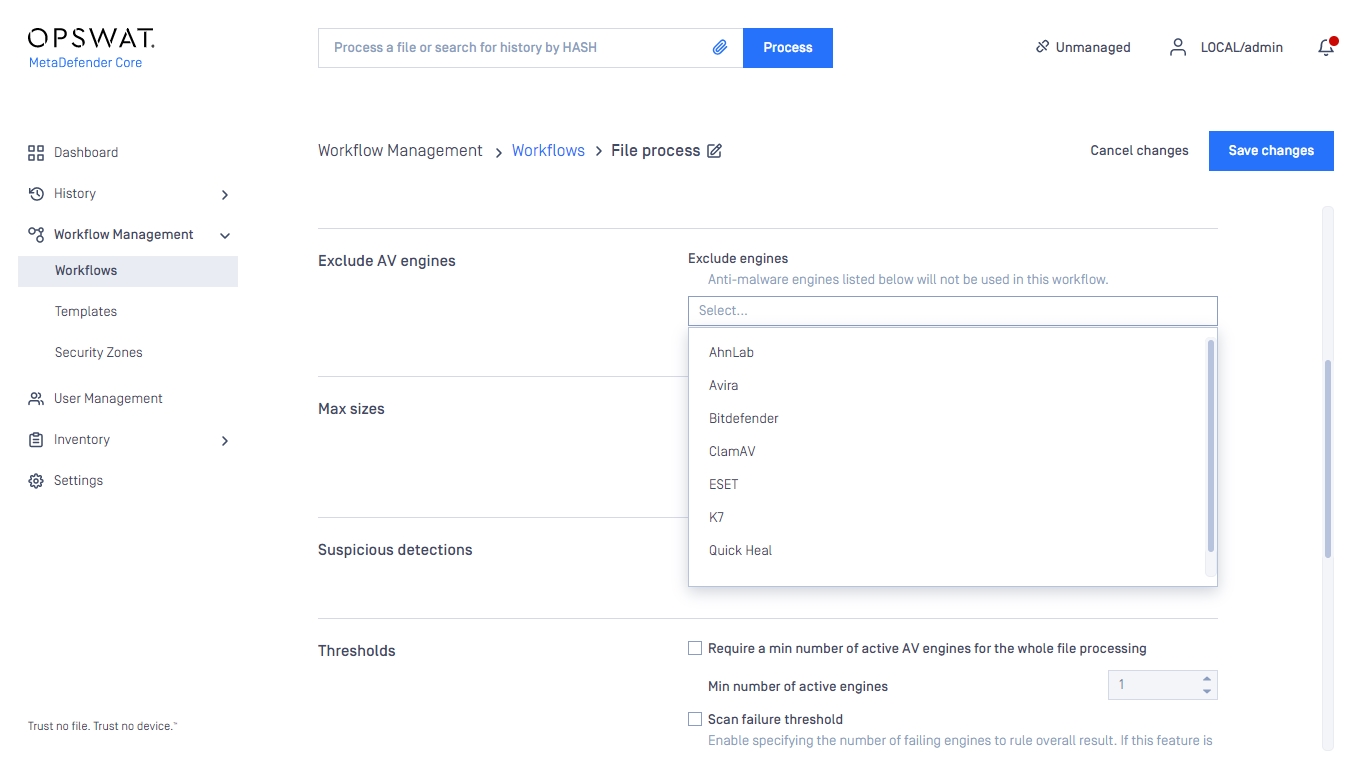 OPSWAT.
MetaDefender Core
Process a file or search for history by HASH
Process
Unmanaged
LOCAL/admin
Dashboard
History
Workflow Management
Workflows
Templates
Security Zones
User Management
Inventory
Settings
Trust no file. Trust no device.™
Workflow Management > Workflows > File process
Cancel changes
Save changes
Exclude AV engines
Exclude engines
Anti-malware engines listed below will not be used in this workflow.
Select...
AhnLab
Avira
Bitdefender
ClamAV
ESET
K7
Quick Heal
Max sizes
Suspicious detections
Thresholds
Require a min number of active AV engines for the whole file processing
Min number of active engines
1
Scan failure threshold
Enable specifying the number of failing engines to rule overall result. If this feature is